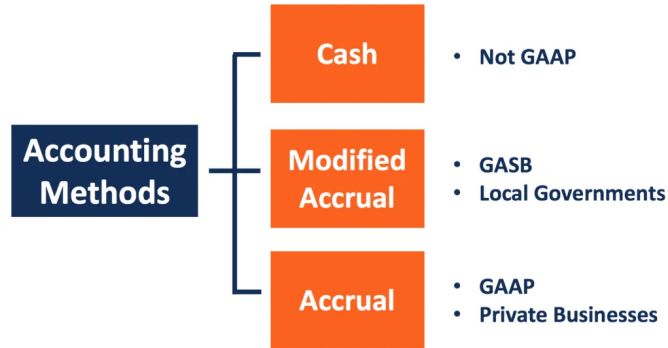 Accounting
Methods
Cash
• Not GAAP
Modified
Accrual
• GASB
• Local Governments
Accrual
• GAAP
• Private Businesses